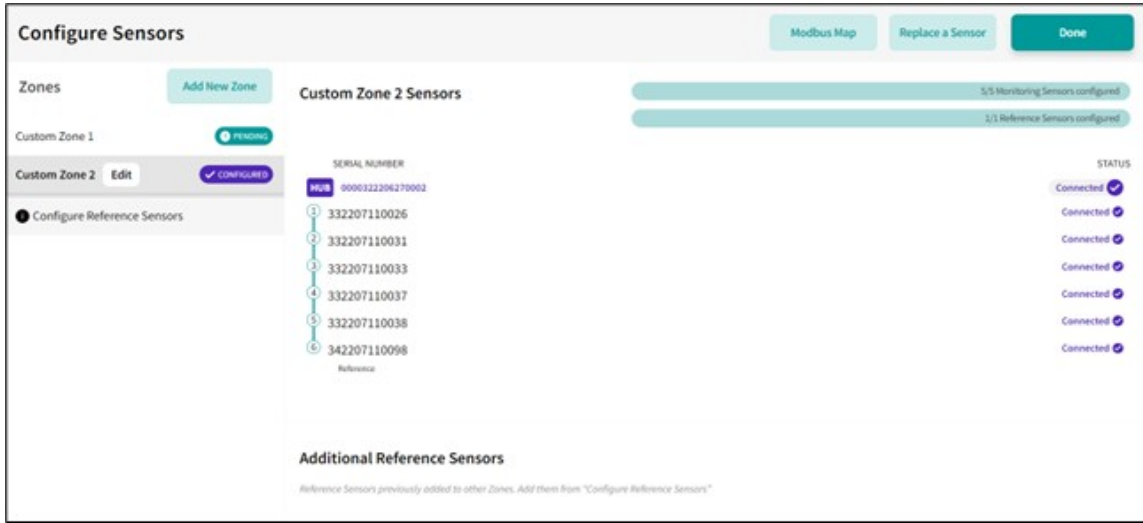 Configure Sensors
Modbus Map
Replace a Sensor
Done
Zones
Add New Zone
Custom Zone 1
PENDING
Custom Zone 2
Edit
CONFIGURED
Configure Reference Sensors
Custom Zone 2 Sensors
5/5 Monitoring Sensors configured
1/1 Reference Sensors configured
SERIAL NUMBER STATUS
HUB 0000322206270002 Connected
1 332207110026 Connected
2 332207110031 Connected
3 332207110033 Connected
4 332207110037 Connected
5 332207110038 Connected
6 342207110098 Connected
Reference
Additional Reference Sensors
Reference Sensors previously added to other Zones. Add them from "Configure Reference Sensors"